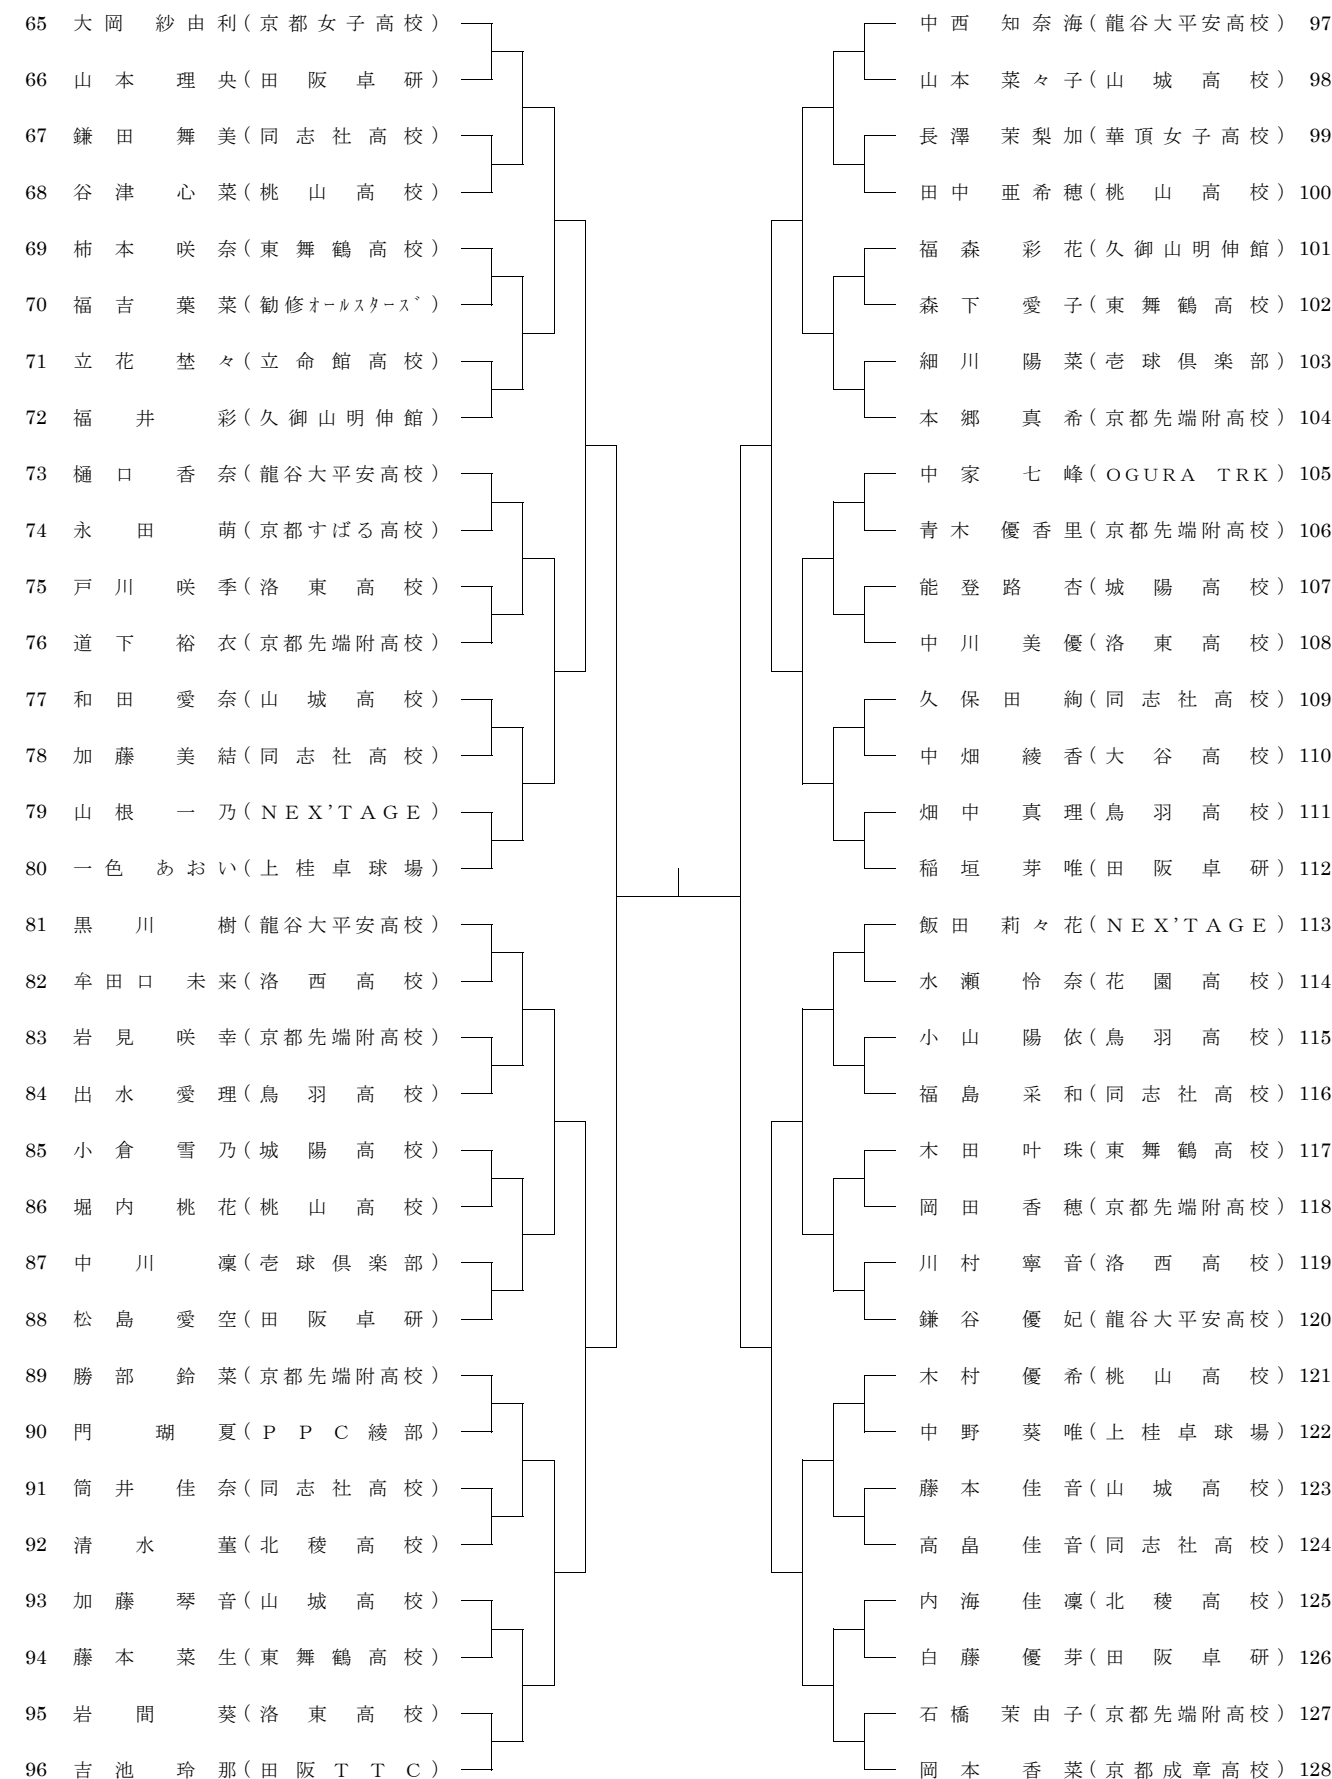 65 大岡 紗由利(京都女子高校)
66 山本 理央(田阪卓研)
67 鎌田 舞美(同志社高校)
68 谷津 心菜(桃山高校)
69 柿本 咲奈(東舞鶴高校)
70 福吉 葉菜(勧修ｵｰﾙｽﾀｰｽﾞ)
71 立花 埜々(立命館高校)
72 福井 彩(久御山明伸館)
73 樋口 香奈(龍谷大平安高校)
74 永田 萌(京都すばる高校)
75 戸川 咲季(洛東高校)
76 道下 裕衣(京都先端附高校)
77 和田 愛奈(山城高校)
78 加藤 美結(同志社高校)
79 山根 一乃(NEX'TAGE)
80 一色 あおい(上桂卓球場)
81 黒川 樹(龍谷大平安高校)
82 牟田口 未来(洛西高校)
83 岩見 咲幸(京都先端附高校)
84 出水 愛理(鳥羽高校)
85 小倉 雪乃(城陽高校)
86 堀内 桃花(桃山高校)
87 中川 凜(壱球倶楽部)
88 松島 愛空(田阪卓研)
89 勝部 鈴菜(京都先端附高校)
90 門 瑚夏(PPC綾部)
91 筒井 佳奈(同志社高校)
92 清水 菫(北稜高校)
93 加藤 琴音(山城高校)
94 藤本 菜生(東舞鶴高校)
95 岩間 葵(洛東高校)
96 吉池 玲那(田阪TTC)
中西 知奈海(龍谷大平安高校) 97
山本 菜々子(山城高校) 98
長澤 茉梨加(華頂女子高校) 99
田中 亜希穂(桃山高校) 100
福森 彩花(久御山明伸館) 101
森下 愛子(東舞鶴高校) 102
細川 陽菜(壱球倶楽部) 103
本郷 真希(京都先端附高校) 104
中家 七峰(OGURA TRK) 105
青木 優香里(京都先端附高校) 106
能登路 杏(城陽高校) 107
中川 美優(洛東高校) 108
久保田 絢(同志社高校) 109
中畑 綾香(大谷高校) 110
畑中 真理(鳥羽高校) 111
稲垣 芽唯(田阪卓研) 112
飯田 莉々花(NEX'TAGE) 113
水瀬 怜奈(花園高校) 114
小山 陽依(鳥羽高校) 115
福島 采和(同志社高校) 116
木田 叶珠(東舞鶴高校) 117
岡田 香穂(京都先端附高校) 118
川村 寧音(洛西高校) 119
鎌谷 優妃(龍谷大平安高校) 120
木村 優希(桃山高校) 121
中野 葵唯(上桂卓球場) 122
藤本 佳音(山城高校) 123
高畠 佳音(同志社高校) 124
内海 佳凜(北稜高校) 125
白藤 優芽(田阪卓研) 126
石橋 茉由子(京都先端附高校) 127
岡本 香菜(京都成章高校) 128